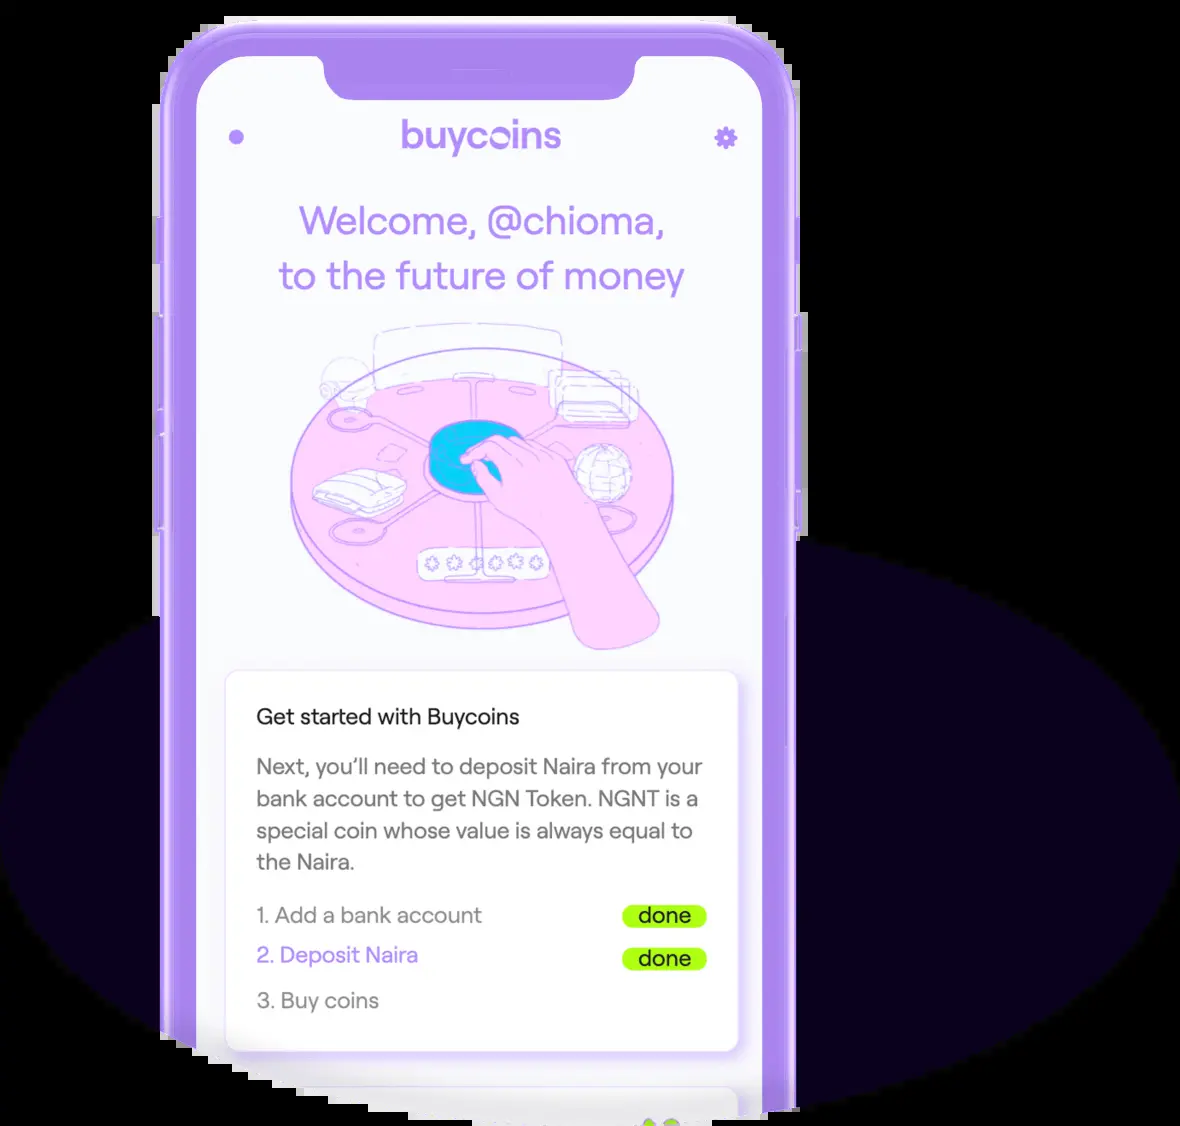 buycoins
Welcome, @chioma,
to the future of money
Get started with Buycoins
Next, you’ll need to deposit Naira from your
bank account to get NGN Token. NGNT is a
special coin whose value is always equal to
the Naira.
1. Add a bank account done
2. Deposit Naira done
3. Buy coins